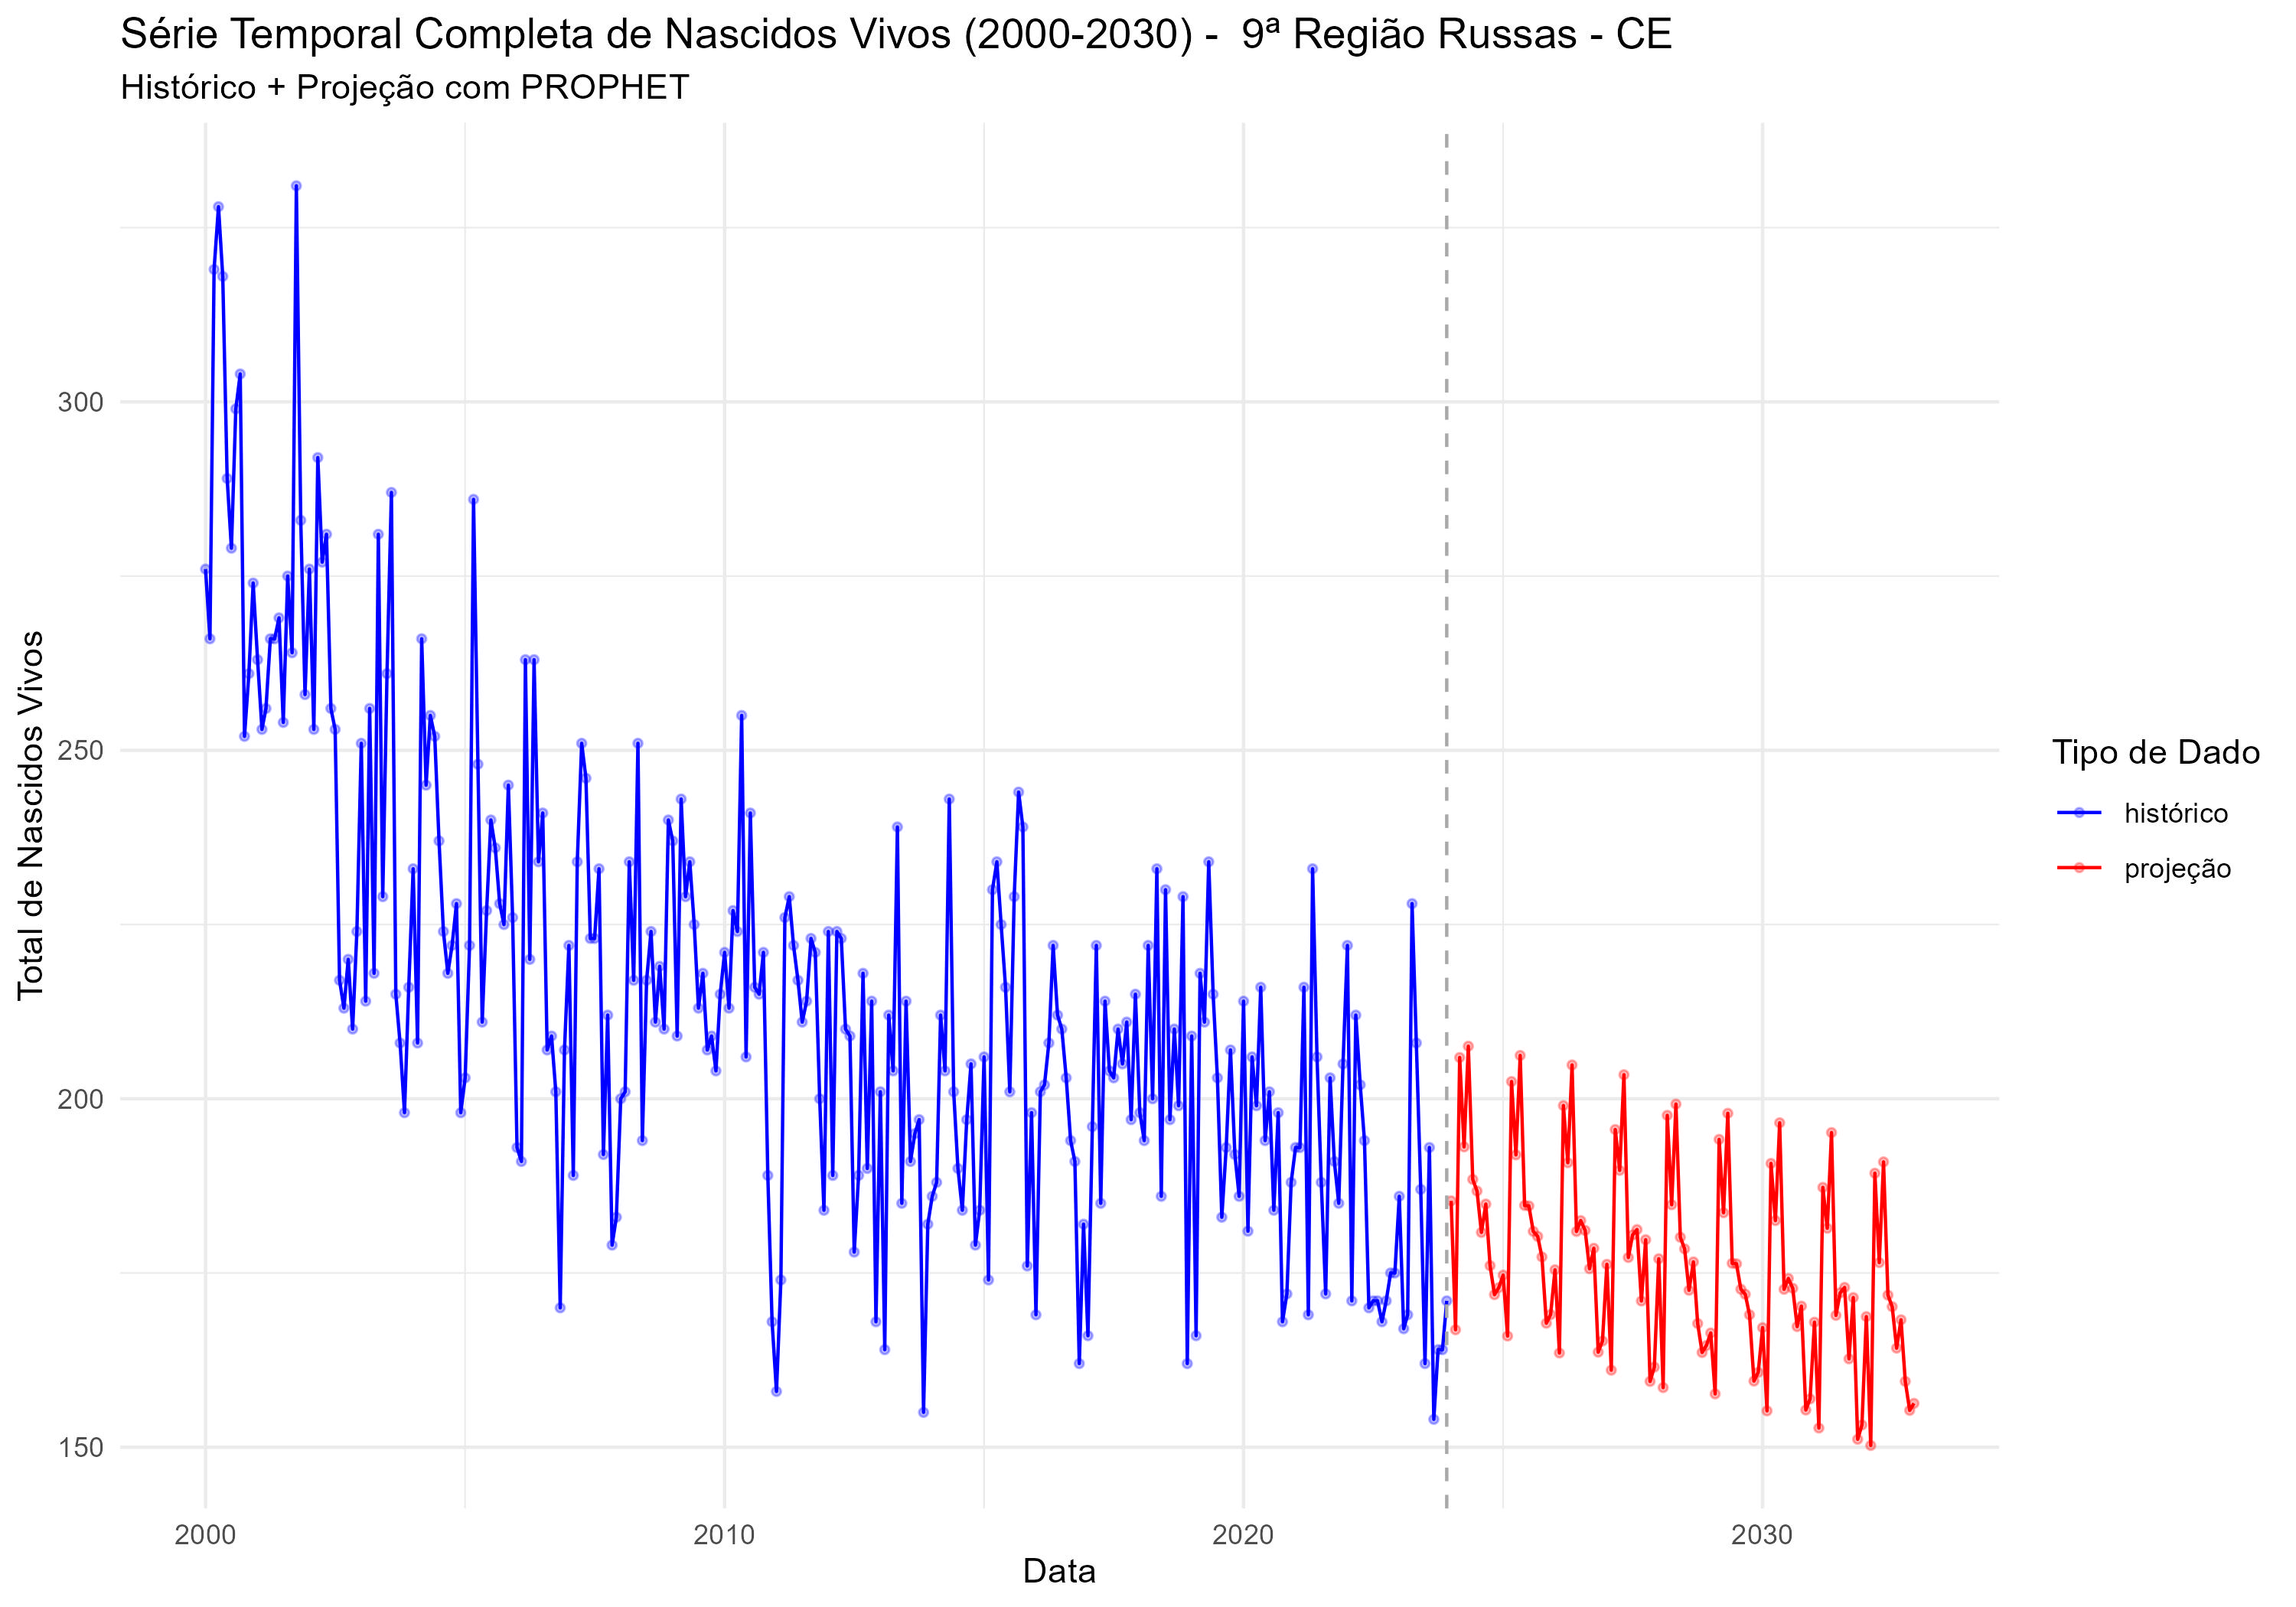 Série Temporal Completa de Nascidos Vivos (2000-2030) -  9ª Região Russas - CE
Histórico + Projeção com PROPHET
Total de Nascidos Vivos
300
250
200
150
2000
2010
2020
2030
Data
Tipo de Dado
histórico
projeção